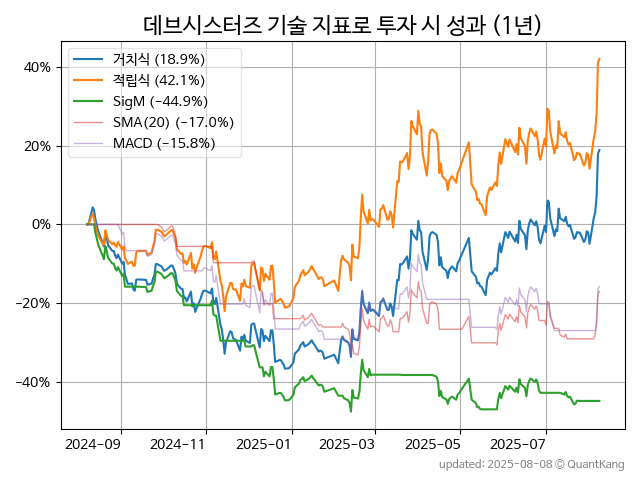 데브시스터즈 기술 지표로 투자 시 성과 (1년)
거치식 (18.9%)
적립식 (42.1%)
SigM (−44.9%)
SMA(20) (−17.0%)
MACD (−15.8%)
40%
20%
0%
−20%
−40%
2024-09 2024-11 2025-01 2025-03 2025-05 2025-07
updated: 2025-08-08 © QuantKang